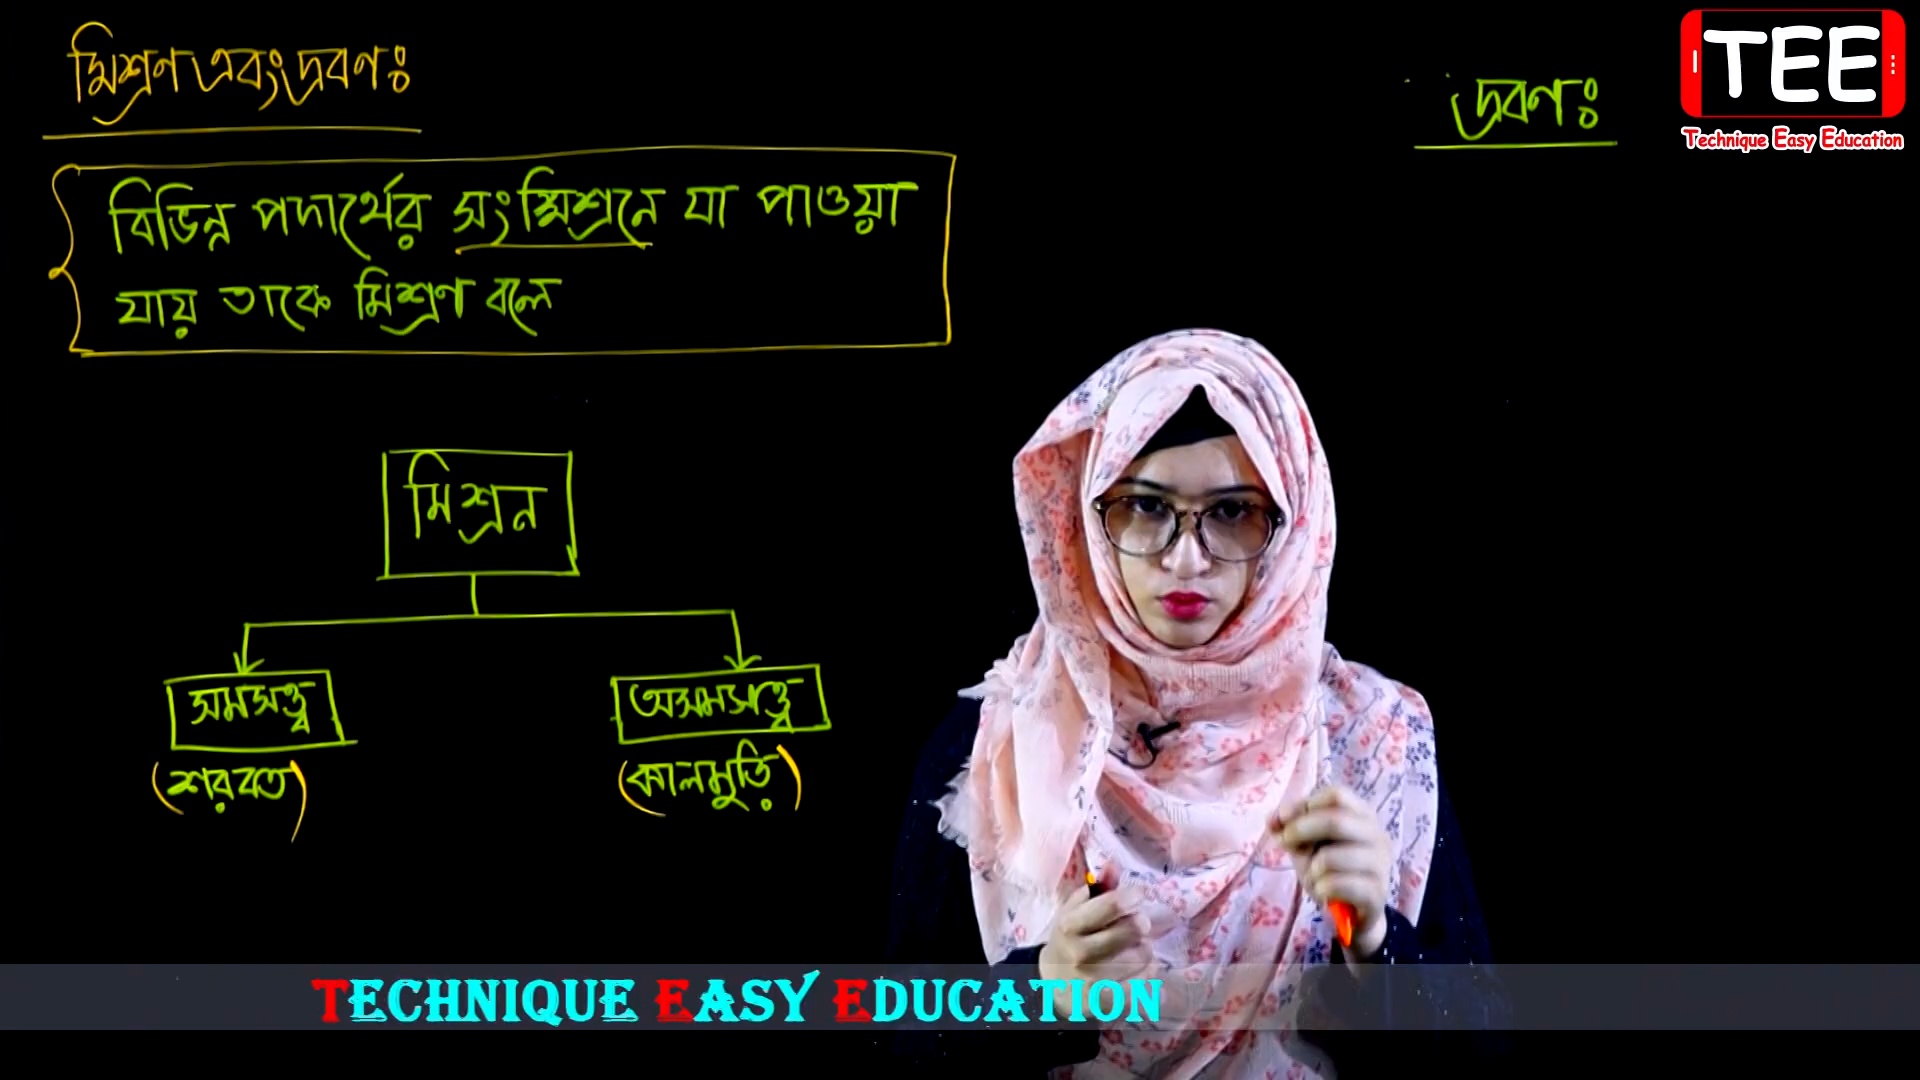 মিশ্রণ এবং দ্রবণঃ
বিভিন্ন পদার্থের সংমিশ্রনে যা পাওয়া
যায় তাকে মিশ্রণ বলে
মিশ্রন
সমসত্ত্ব
অসমসত্ত্ব
(শরবত)
(ঝালমুড়ি)
দ্রবণঃ
TEE
Technique Easy Education
TECHNIQUE EASY EDUCATION